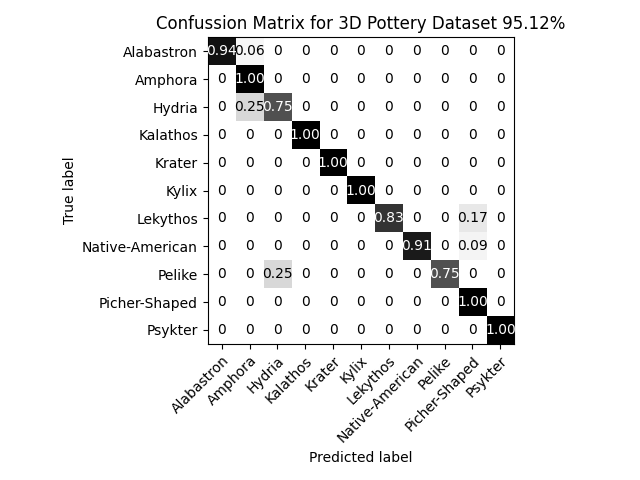 Confussion Matrix for 3D Pottery Dataset 95.12%
Alabastron 0.94 0.06 0 0 0 0 0 0 0 0 0
Amphora 0 1.00 0 0 0 0 0 0 0 0 0
Hydria 0 0.25 0.75 0 0 0 0 0 0 0 0
Kalathos 0 0 0 1.00 0 0 0 0 0 0 0
Krater 0 0 0 0 1.00 0 0 0 0 0 0
Kylix 0 0 0 0 0 1.00 0 0 0 0 0
Lekythos 0 0 0 0 0 0 0.83 0 0 0.17 0
Native-American 0 0 0 0 0 0 0 0.91 0 0.09 0
Pelike 0 0 0.25 0 0 0 0 0 0.75 0 0
Picher-Shaped 0 0 0 0 0 0 0 0 0 1.00 0
Psykter 0 0 0 0 0 0 0 0 0 0 1.00
True label
Alabastron
Amphora
Hydria
Kalathos
Krater
Kylix
Lekythos
Native-American
Pelike
Picher-Shaped
Psykter
Predicted label